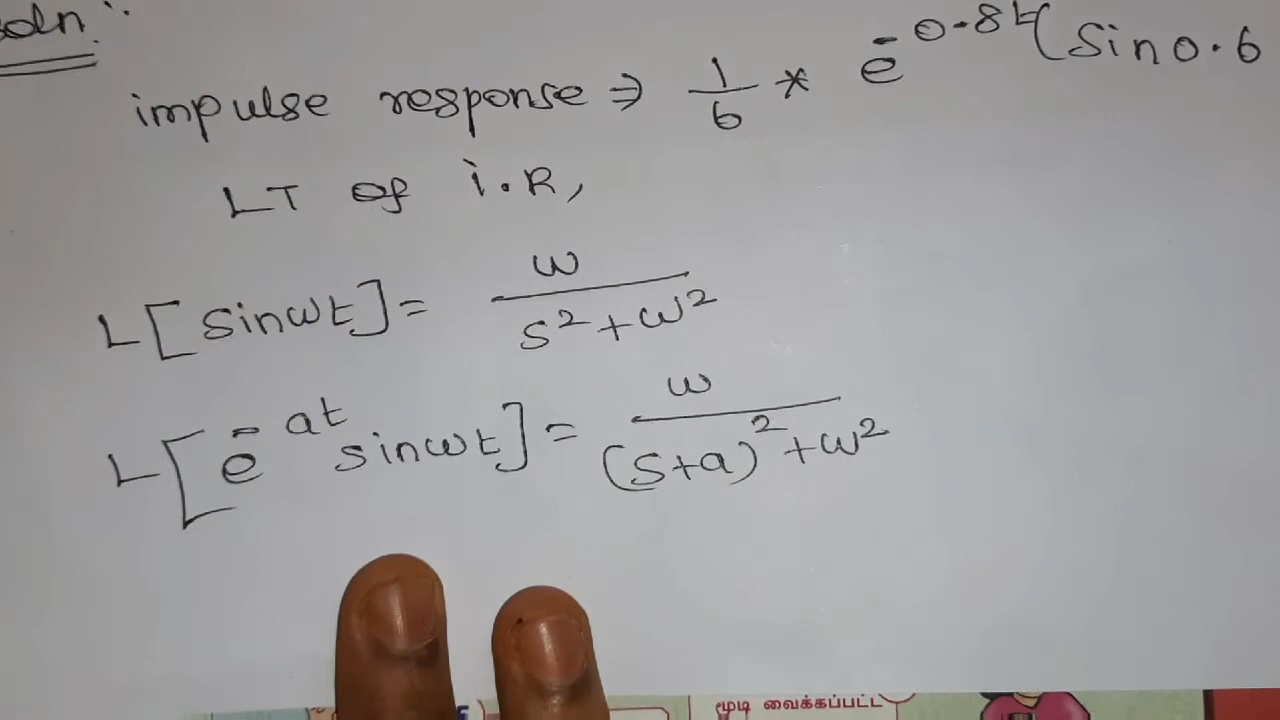 soln:
impulse response ⇒ 1/6 * e^-0.8t (sin 0.6
LT of i.R,
L[sinωt] = ω/(s²+ω²)
L[e^-at sinωt] = ω/((s+a)²+ω²)
மூடி வைக்கப்பட்ட